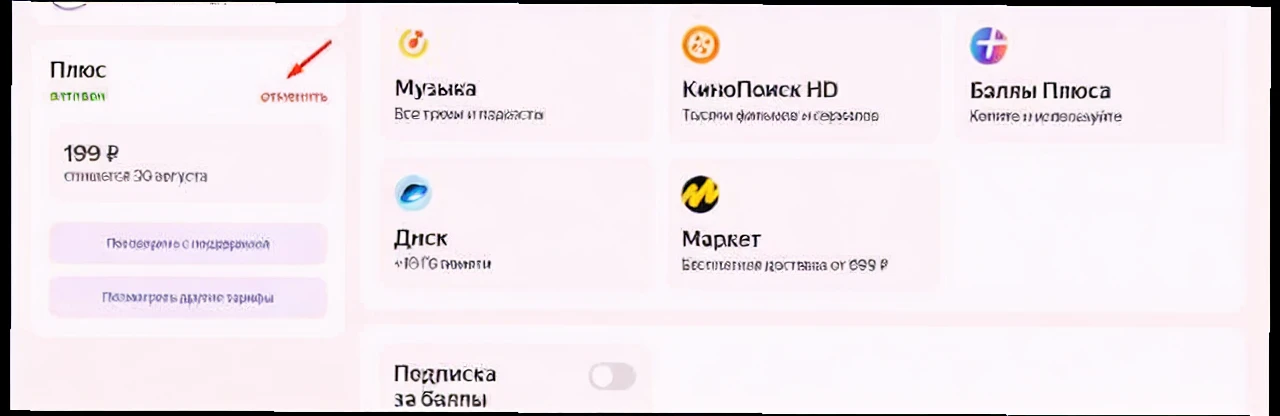 Плюс
активен
отменить
199 ₽
спишется 30 августа
Поговорить с поддержкой
Посмотреть другие тарифы
Музыка
Все треки и подкасты
КиноПоиск HD
Тысячи фильмов и сериалов
Баллы Плюса
Копите и используйте
Диск
+10 Гб памяти
Маркет
Бесплатная доставка от 699 ₽
Подписка
за баллы